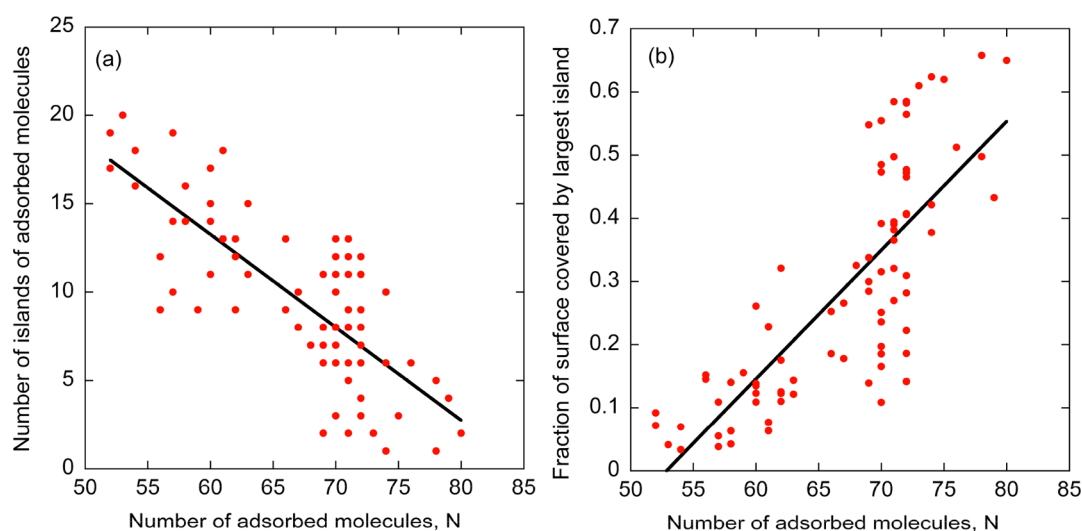 (a)
Number of islands of adsorbed molecules
25
20
15
10
5
0
50 55 60 65 70 75 80 85
Number of adsorbed molecules, N
(b)
Fraction of surface covered by largest island
0.7
0.6
0.5
0.4
0.3
0.2
0.1
0
50 55 60 65 70 75 80 85
Number of adsorbed molecules, N